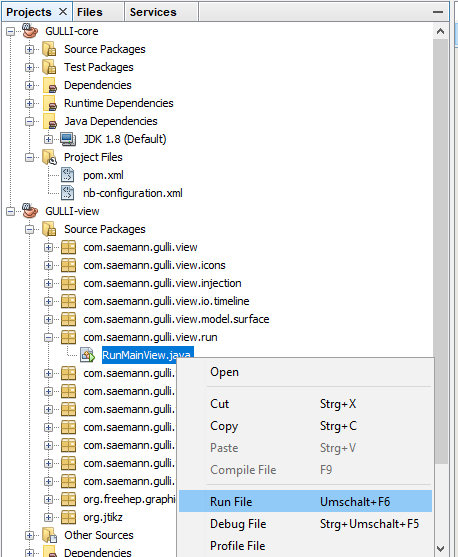 Projects × Files Services
GULLI-core
Source Packages
Test Packages
Dependencies
Runtime Dependencies
Java Dependencies
JDK 1.8 (Default)
Project Files
pom.xml
nb-configuration.xml
GULLI-view
Source Packages
com.saemann.gulli.view
com.saemann.gulli.view.icons
com.saemann.gulli.view.injection
com.saemann.gulli.view.io.timeline
com.saemann.gulli.view.model.surface
com.saemann.gulli.view.run
RunMainView.java
com.saemann.gulli.
com.saemann.gulli.
com.saemann.gulli.
com.saemann.gulli.
com.saemann.gulli.
com.saemann.gulli.
com.saemann.gulli.
org.freehep.graphi
org.jtikz
Other Sources
Dependencies
Open
Cut Strg+X
Copy Strg+C
Paste Strg+V
Compile File F9
Run File Umschalt+F6
Debug File Strg+Umschalt+F5
Profile File